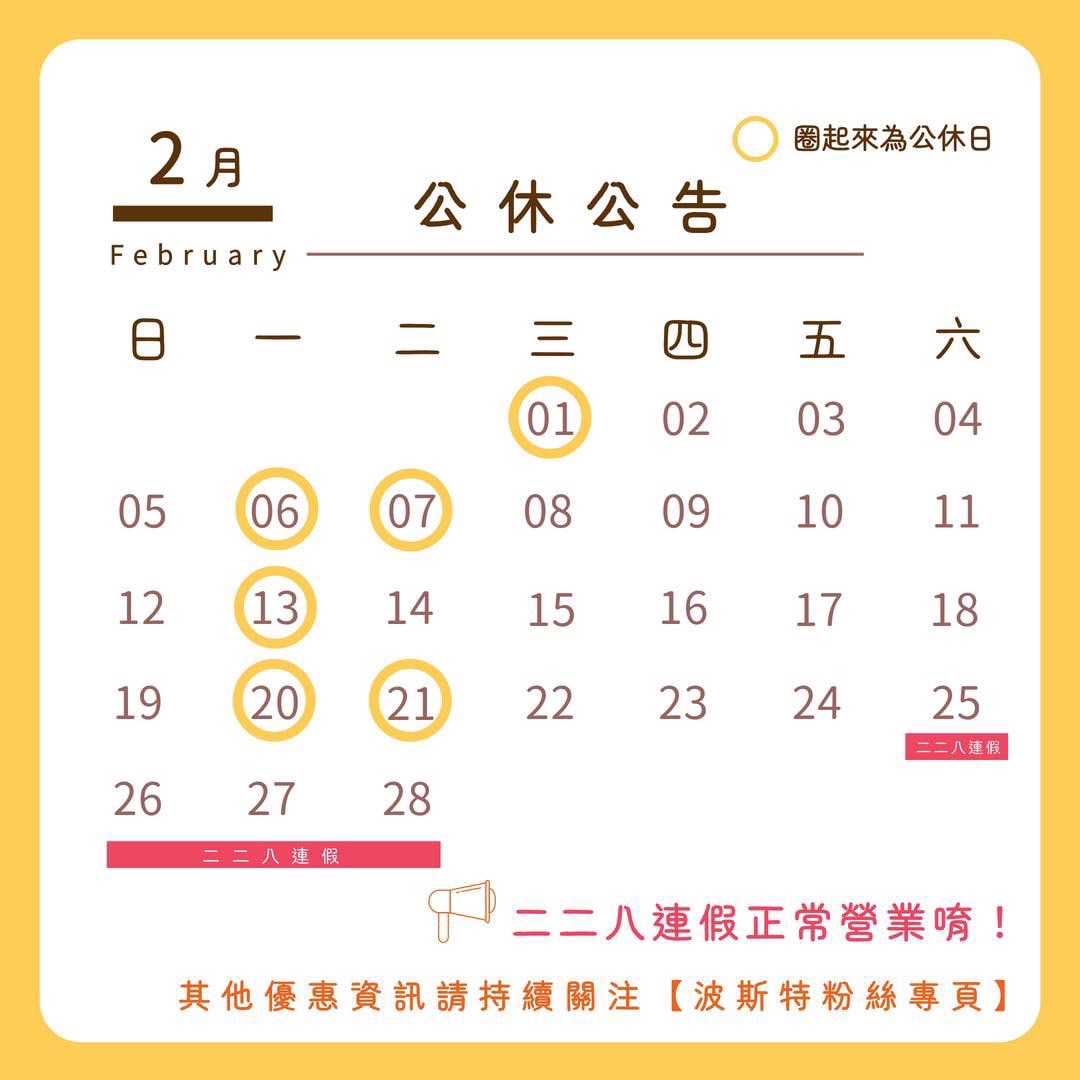 圈起來為公休日
2月
公休公告
February
日 一 二 三 四 五 六
01 02 03 04
05 06 07 08 09 10 11
12 13 14 15 16 17 18
19 20 21 22 23 24 25
二二八連假
26 27 28
二二八連假
二二八連假正常營業唷！
其他優惠資訊請持續關注【波斯特粉絲專頁】